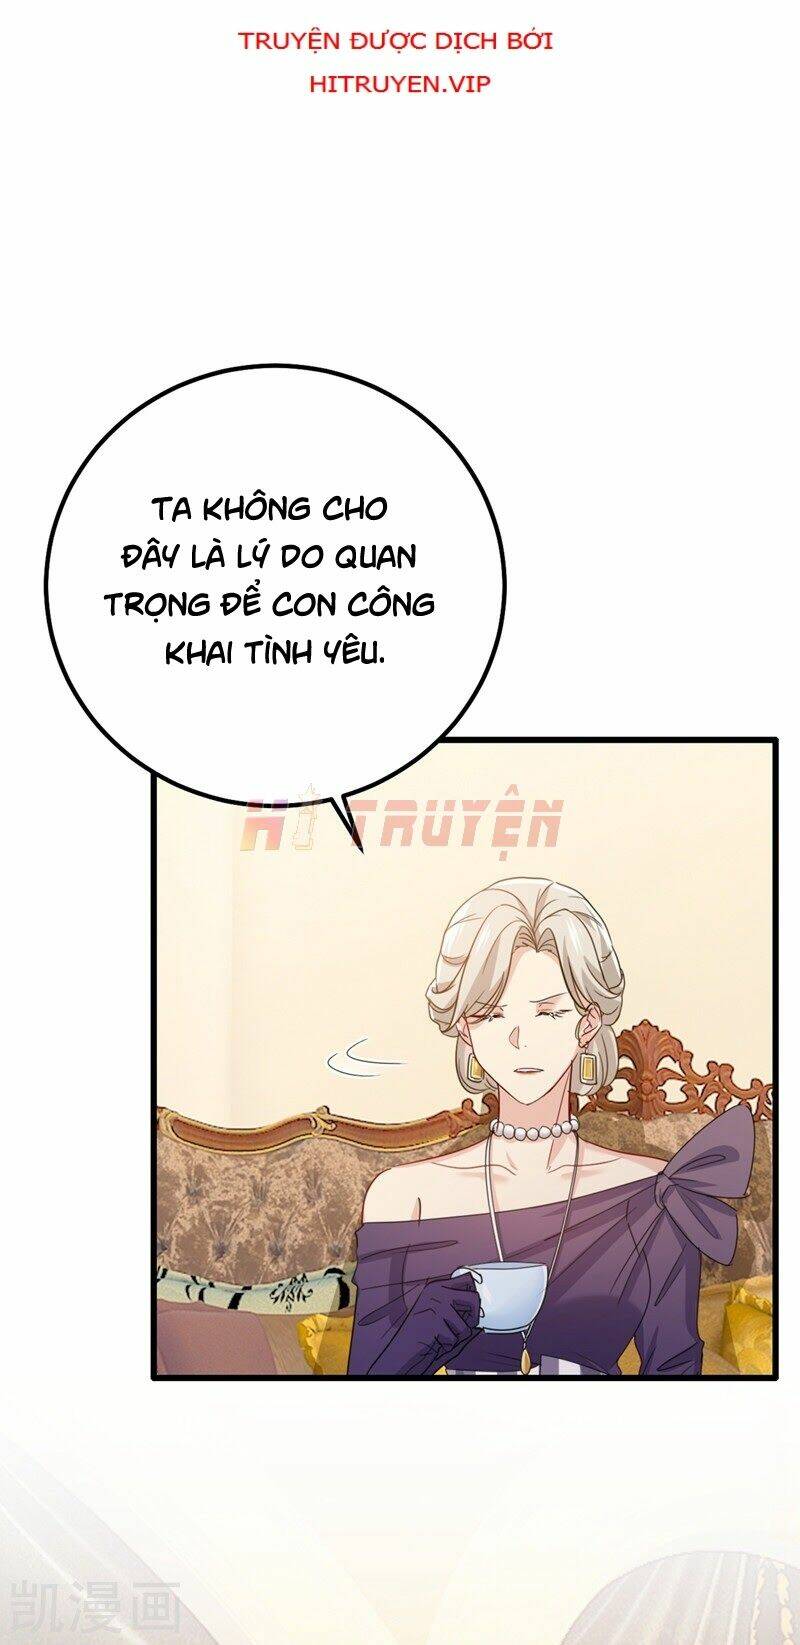 TRUYỆN ĐƯỢC DỊCH BỞI
HITRUYEN.VIP
TA KHÔNG CHO
ĐÂY LÀ LÝ DO QUAN
TRỌNG ĐỂ CON CÔNG
KHAI TÌNH YÊU.
HI TRUYỆN
凯漫画